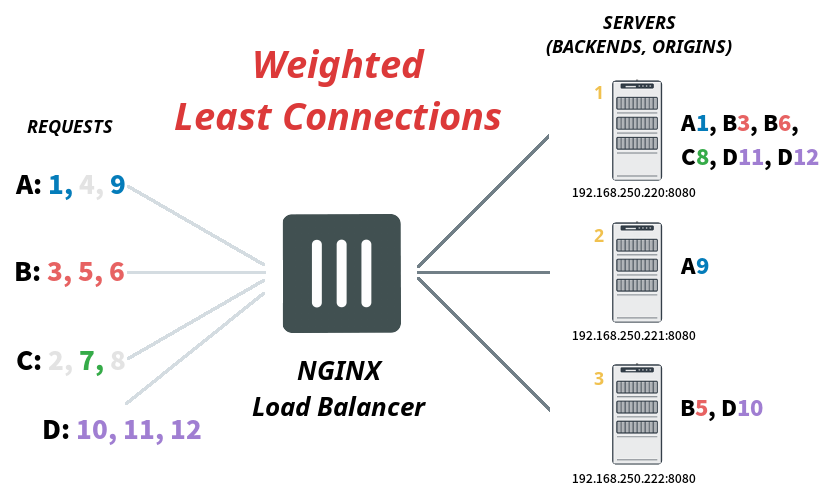 SERVERS
(BACKENDS, ORIGINS)
Weighted
Least Connections
REQUESTS
A: 1, 4, 9
B: 3, 5, 6
C: 2, 7, 8
D: 10, 11, 12
NGINX
Load Balancer
1
A1, B3, B6,
C8, D11, D12
192.168.250.220:8080
2
A9
192.168.250.221:8080
3
B5, D10
192.168.250.222:8080